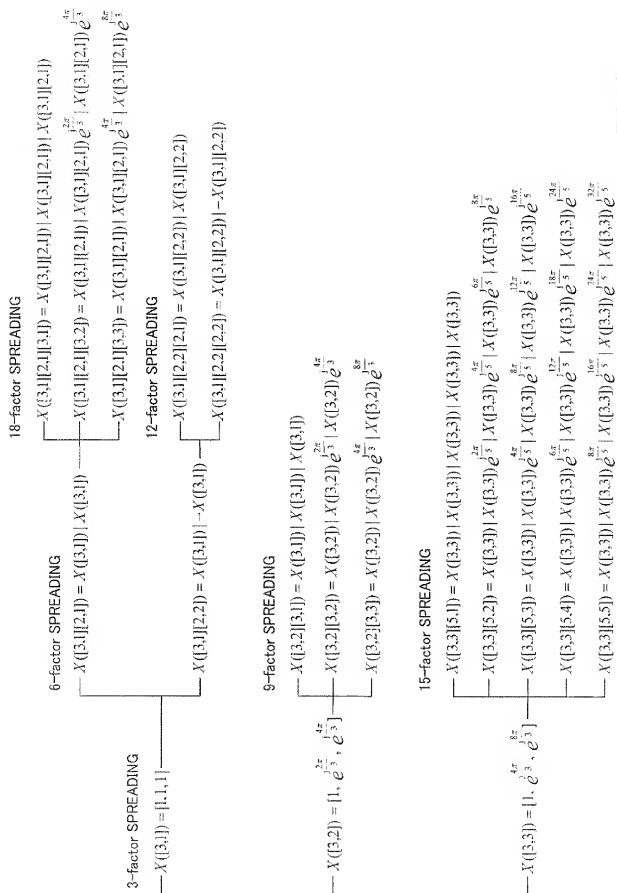 3-factor SPREADING
X([3,1]) = [1,1,1]
6-factor SPREADING
X([3,1][2,1]) = X([3,1]) | X([3,1])
X([3,1][2,2]) = X([3,1]) | −X([3,1])
18-factor SPREADING
X([3,1][2,1][3,1]) = X([3,1][2,1]) | X([3,1][2,1]) | X([3,1][2,1])
X([3,1][2,1][3,2]) = X([3,1][2,1]) | X([3,1][2,1])e^{j2π/3} | X([3,1][2,1])e^{j4π/3}
X([3,1][2,1][3,3]) = X([3,1][2,1]) | X([3,1][2,1])e^{j4π/3} | X([3,1][2,1])e^{j8π/3}
12-factor SPREADING
X([3,1][2,2][2,1]) = X([3,1][2,2]) | X([3,1][2,2])
X([3,1][2,2][2,2]) = X([3,1][2,2]) | −X([3,1][2,2])
X([3,2]) = [1, e^{j2π/3}, e^{j4π/3}]
9-factor SPREADING
X([3,2][3,1]) = X([3,1]) | X([3,1]) | X([3,1])
X([3,2][3,2]) = X([3,2]) | X([3,2])e^{j2π/3} | X([3,2])e^{j4π/3}
X([3,2][3,3]) = X([3,2]) | X([3,2])e^{j4π/3} | X([3,2])e^{j8π/3}
X([3,3]) = [1, e^{j4π/3}, e^{j8π/3}]
15-factor SPREADING
X([3,3][5,1]) = X([3,3]) | X([3,3]) | X([3,3]) | X([3,3]) | X([3,3])
X([3,3][5,2]) = X([3,3]) | X([3,3])e^{j2π/5} | X([3,3])e^{j4π/5} | X([3,3])e^{j6π/5} | X([3,3])e^{j8π/5}
X([3,3][5,3]) = X([3,3]) | X([3,3])e^{j4π/5} | X([3,3])e^{j8π/5} | X([3,3])e^{j12π/5} | X([3,3])e^{j16π/5}
X([3,3][5,4]) = X([3,3]) | X([3,3])e^{j6π/5} | X([3,3])e^{j12π/5} | X([3,3])e^{j18π/5} | X([3,3])e^{j24π/5}
X([3,3][5,5]) = X([3,3]) | X([3,3])e^{j8π/5} | X([3,3])e^{j16π/5} | X([3,3])e^{j24π/5} | X([3,3])e^{j32π/5}